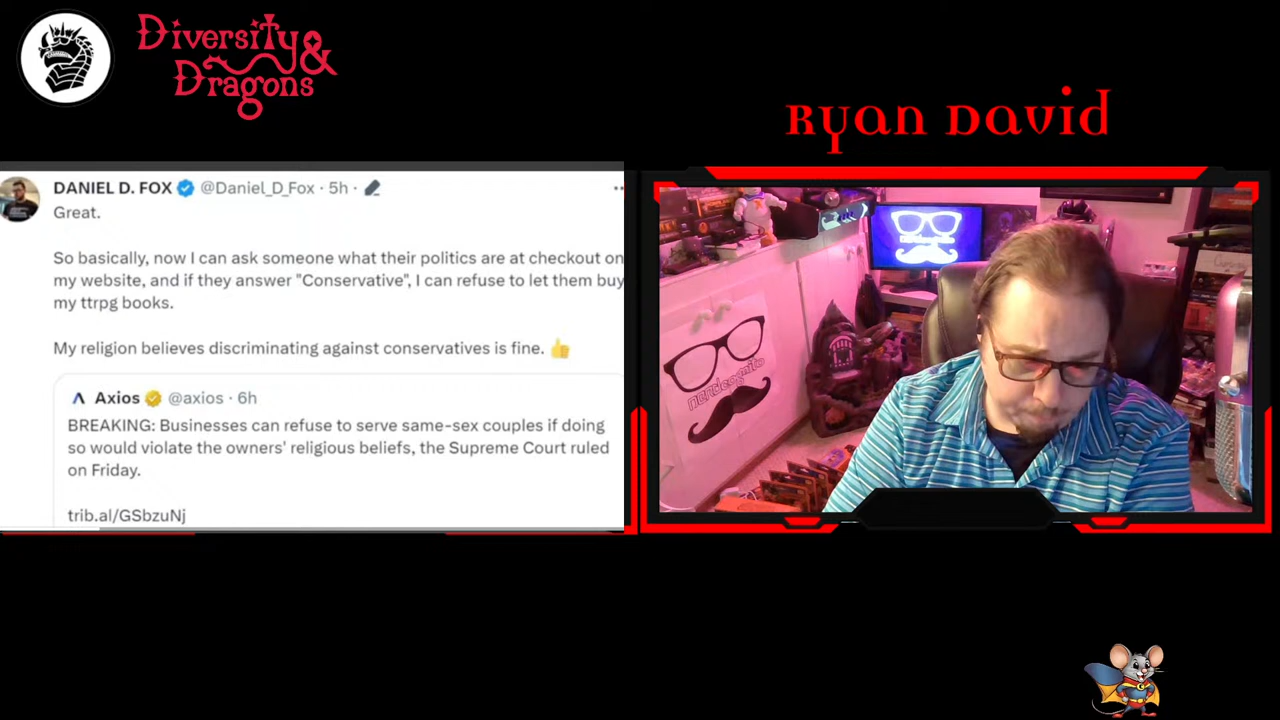 Diversity &
Dragons
Ryan David
DANIEL D. FOX @Daniel_D_Fox · 5h ·
Great.
So basically, now I can ask someone what their politics are at checkout on
my website, and if they answer "Conservative", I can refuse to let them buy
my ttrpg books.
My religion believes discriminating against conservatives is fine. 👍
Axios @axios · 6h
BREAKING: Businesses can refuse to serve same-sex couples if doing
so would violate the owners' religious beliefs, the Supreme Court ruled
on Friday.
trib.al/GSbzuNj
nerdcognito